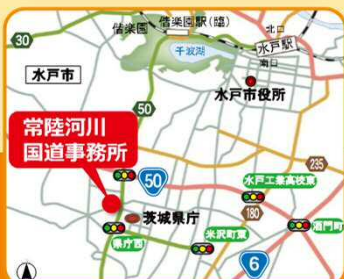 偕楽園
偕楽園駅(臨)
北口
水戸駅
南口
30
千波湖
水戸市
水戸市役所
50
常陸河川
国道事務所
50
水戸工業高校東
235
茨城県庁
180
酒門町
県庁西
米沢町東
6